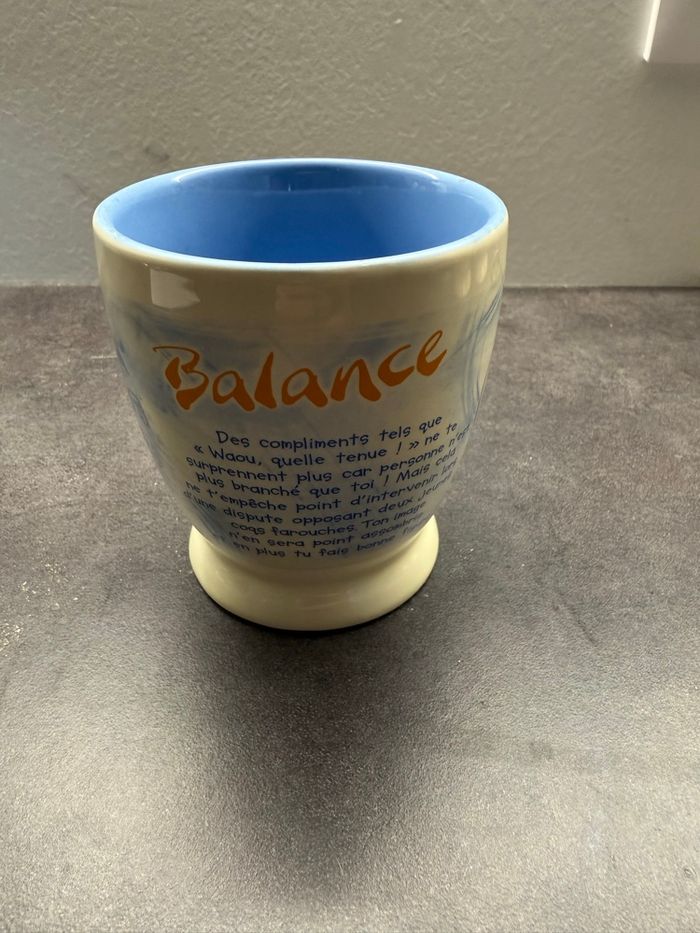 Balance
Des compliments tels que
« Waou, quelle tenue ! » ne te
surprennent plus car personne n'est
plus branché que toi ! Mais cela
ne t'empêche point d'intervenir lors
d'une dispute opposant deux jeunes
coqs farouches. Ton image
n'en sera point assombrie
en plus tu fais bonne